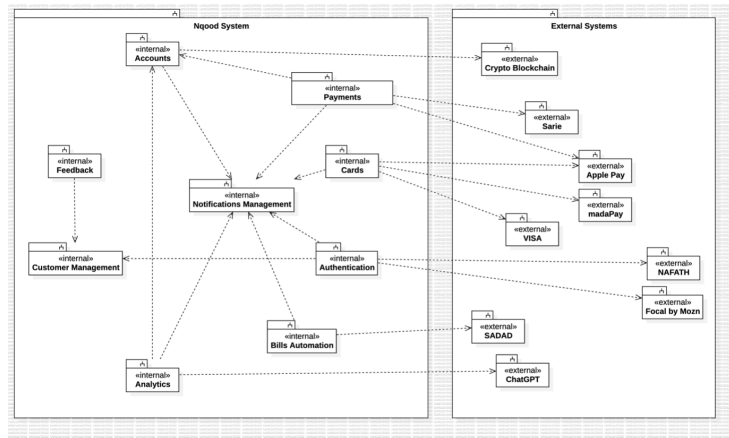 Nqood System
External Systems
«internal»
Accounts
«external»
Crypto Blockchain
«internal»
Payments
«external»
Sarie
«internal»
Feedback
«internal»
Cards
«external»
Apple Pay
«internal»
Notifications Management
«external»
madaPay
«external»
VISA
«internal»
Customer Management
«internal»
Authentication
«external»
NAFATH
«external»
Focal by Mozn
«internal»
Bills Automation
«external»
SADAD
«internal»
Analytics
«external»
ChatGPT